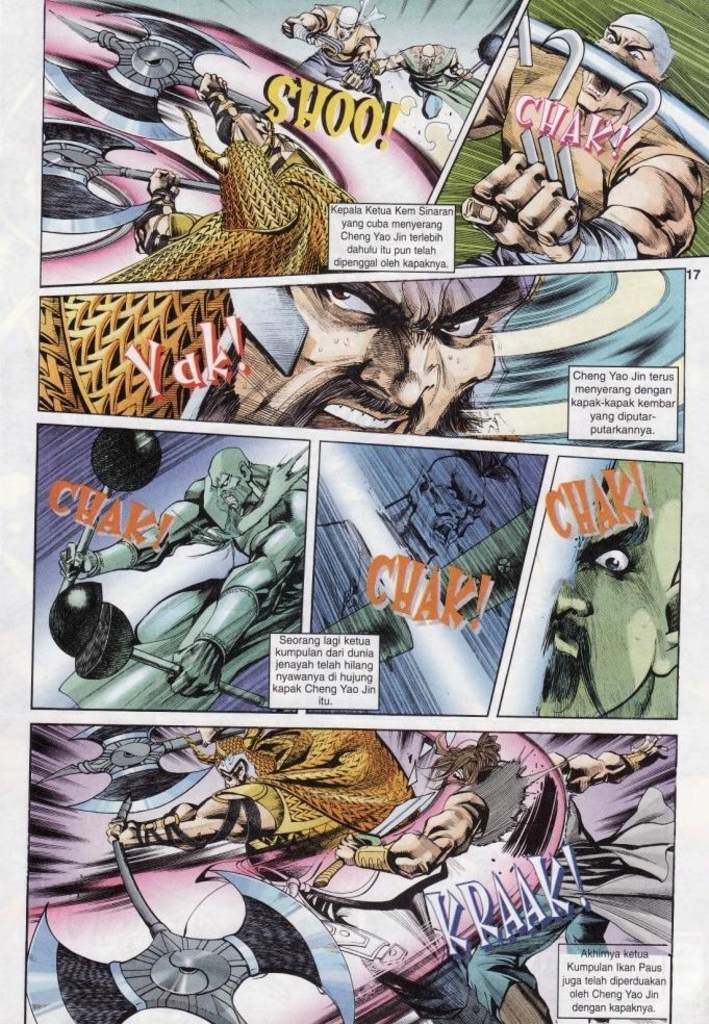 SHOO!
CHAK!
Kepala Ketua Kem Sinaran
yang cuba menyerang
Cheng Yao Jin terlebih
dahulu itu pun telah
dipenggal oleh kapaknya.
17
Yak!
Cheng Yao Jin terus
menyerang dengan
kapak-kapak kembar
yang diputar-
putarkannya.
CHAK!
CHAK!
CHAK!
Seorang lagi ketua
kumpulan dari dunia
jenayah telah hilang
nyawanya di hujung
kapak Cheng Yao Jin
itu.
KRAAK!
Akhirnya ketua
Kumpulan Ikan Paus
juga telah diperduakan
oleh Cheng Yao Jin
dengan kapaknya.